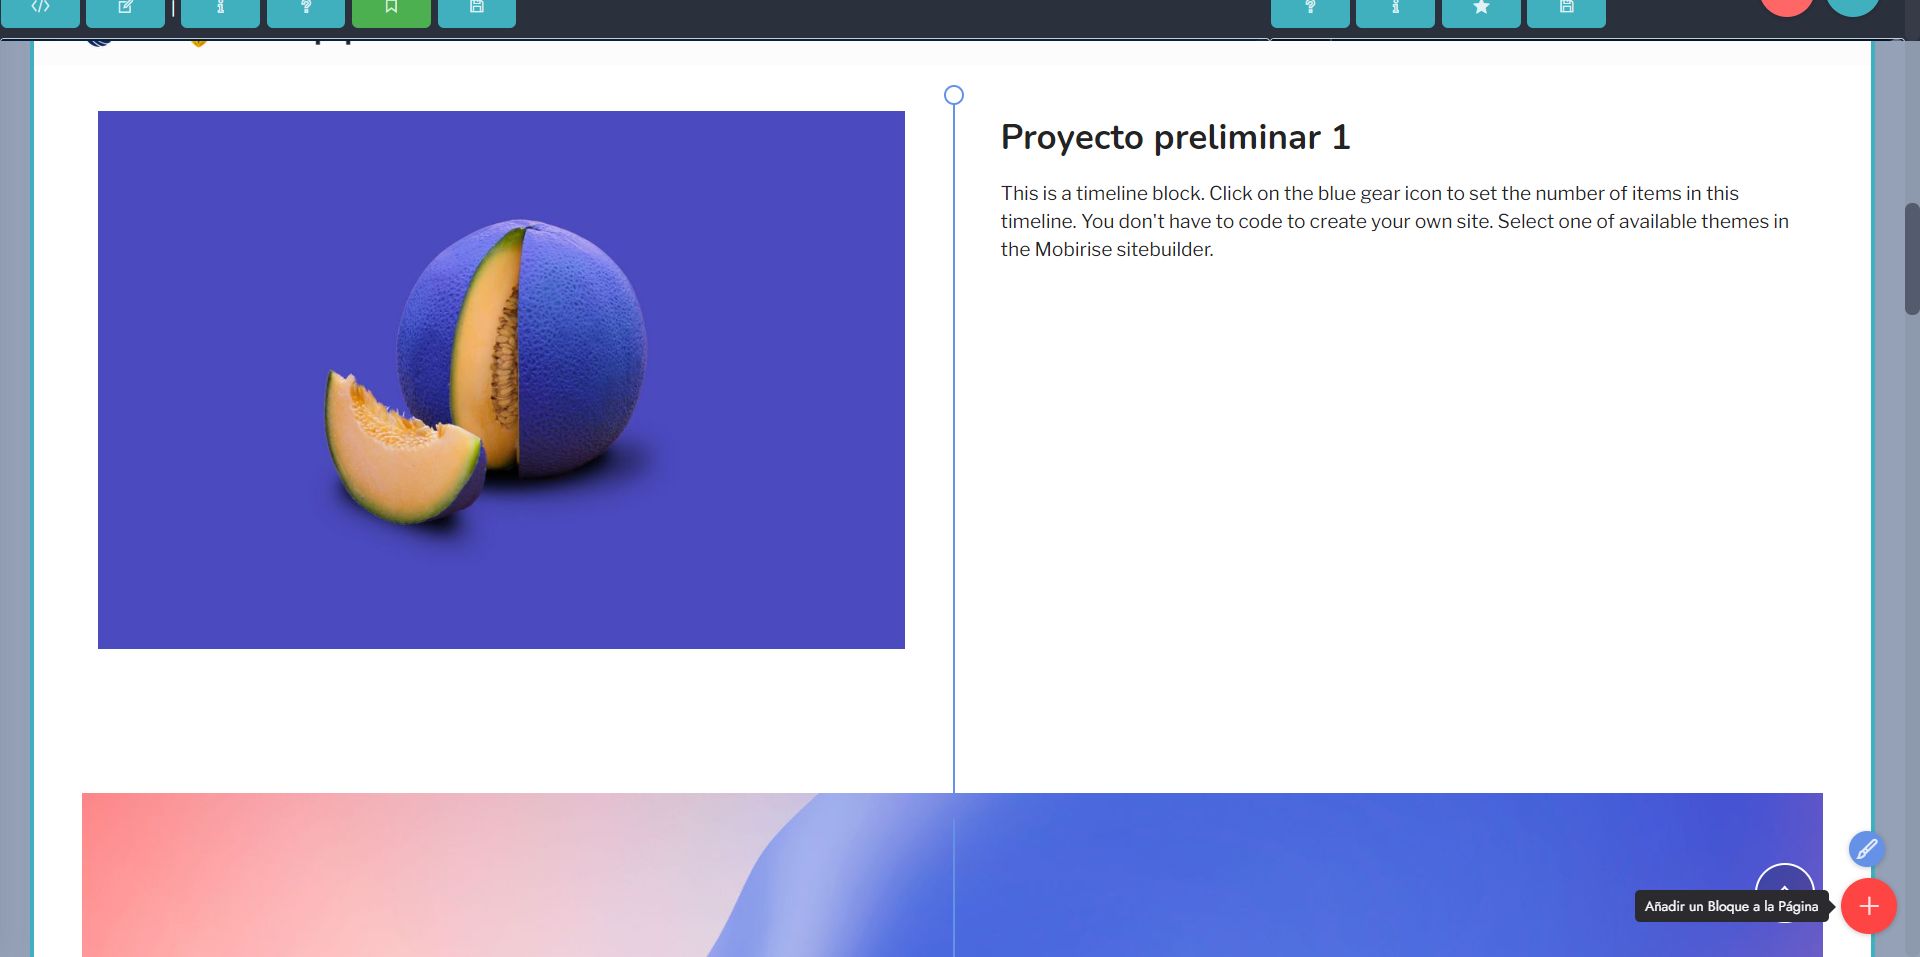 Proyecto preliminar 1
This is a timeline block. Click on the blue gear icon to set the number of items in this
timeline. You don't have to code to create your own site. Select one of available themes in
the Mobirise sitebuilder.
Añadir un Bloque a la Página